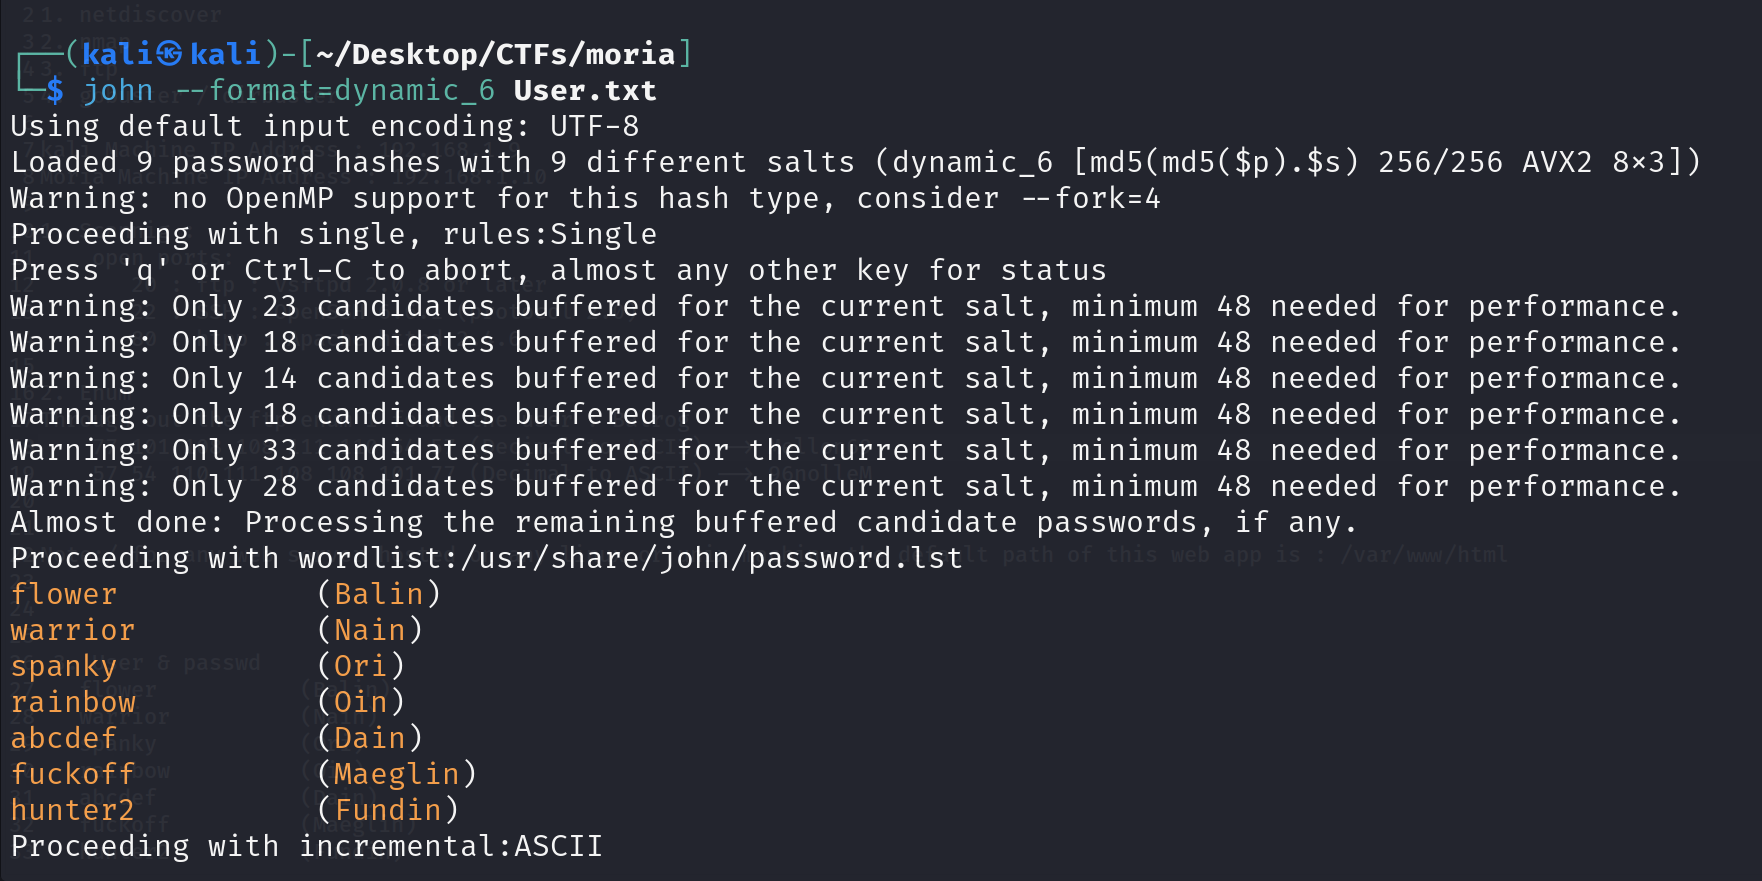 ┌──(kali㉿kali)-[~/Desktop/CTFs/moria]
└─$ john --format=dynamic_6 User.txt
Using default input encoding: UTF-8
Loaded 9 password hashes with 9 different salts (dynamic_6 [md5(md5($p).$s) 256/256 AVX2 8×3])
Warning: no OpenMP support for this hash type, consider --fork=4
Proceeding with single, rules:Single
Press 'q' or Ctrl-C to abort, almost any other key for status
Warning: Only 23 candidates buffered for the current salt, minimum 48 needed for performance.
Warning: Only 18 candidates buffered for the current salt, minimum 48 needed for performance.
Warning: Only 14 candidates buffered for the current salt, minimum 48 needed for performance.
Warning: Only 18 candidates buffered for the current salt, minimum 48 needed for performance.
Warning: Only 33 candidates buffered for the current salt, minimum 48 needed for performance.
Warning: Only 28 candidates buffered for the current salt, minimum 48 needed for performance.
Almost done: Processing the remaining buffered candidate passwords, if any.
Proceeding with wordlist:/usr/share/john/password.lst
flower           (Balin)
warrior          (Nain)
spanky           (Ori)
rainbow          (Oin)
abcdef           (Dain)
fuckoff          (Maeglin)
hunter2          (Fundin)
Proceeding with incremental:ASCII